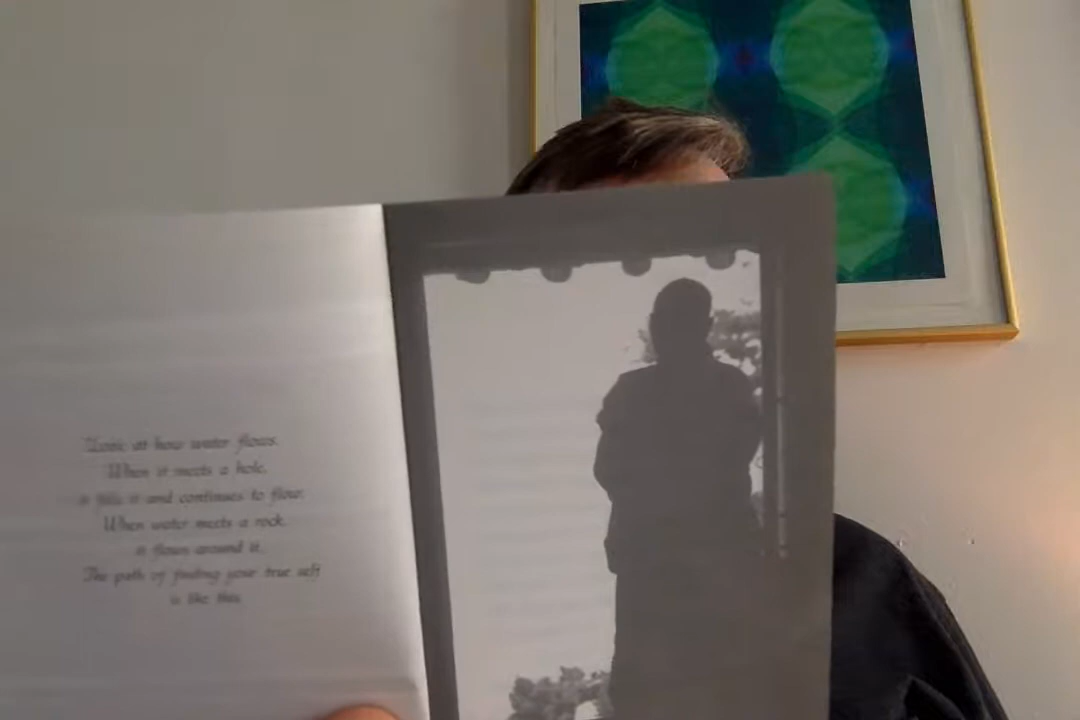 Look at how water flows.
When it meets a hole,
it fills it and continues to flow.
When water meets a rock,
it flows around it.
The path of finding your true self
is like this.